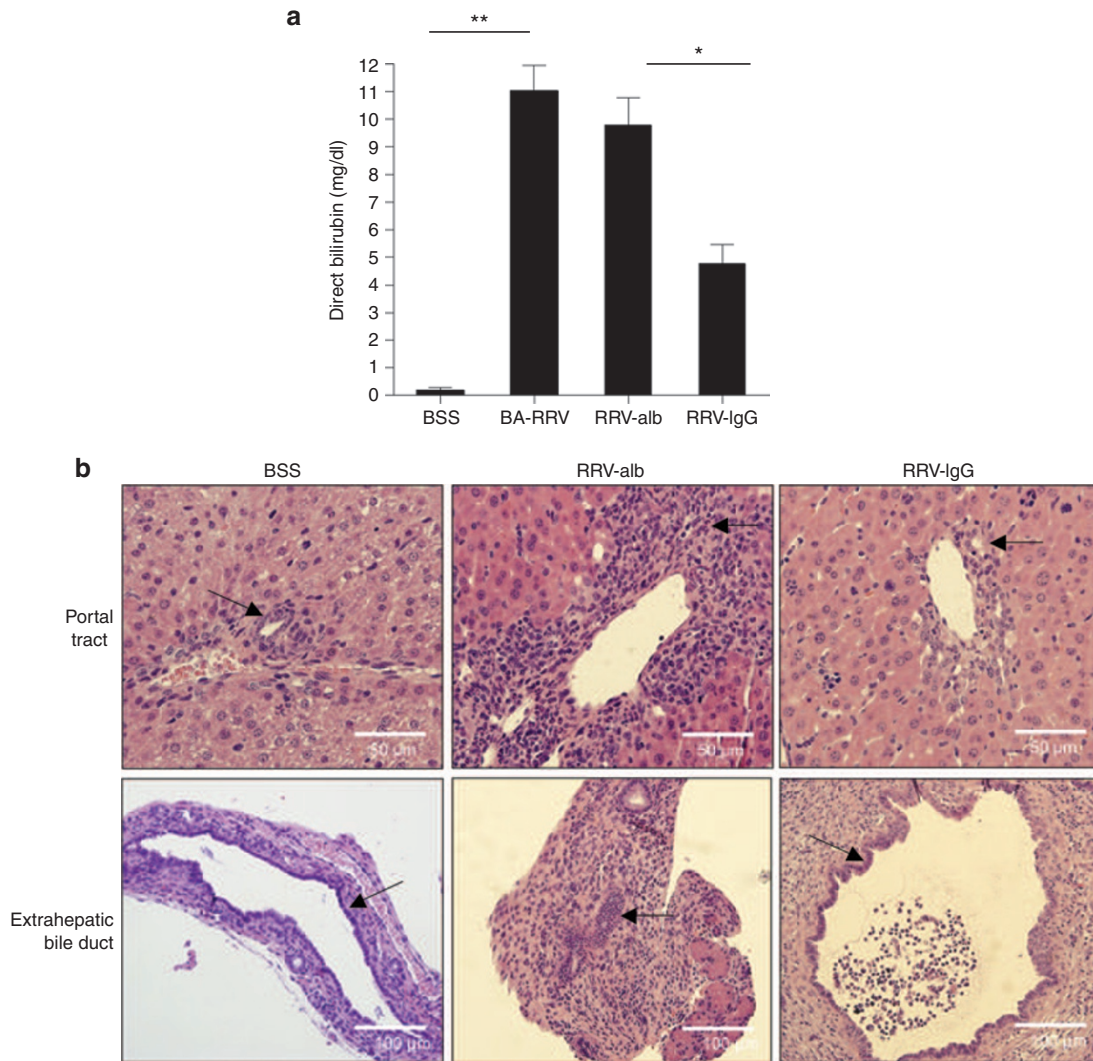 a
**
*
12
11
10
9
8
7
6
5
4
3
2
1
0
Direct bilirubin (mg/dl)
BSS BA-RRV RRV-alb RRV-IgG
b
BSS RRV-alb RRV-IgG
Portal
tract
50 µm 50 µm 50 µm
Extrahepatic
bile duct
100 µm 100 µm 100 µm